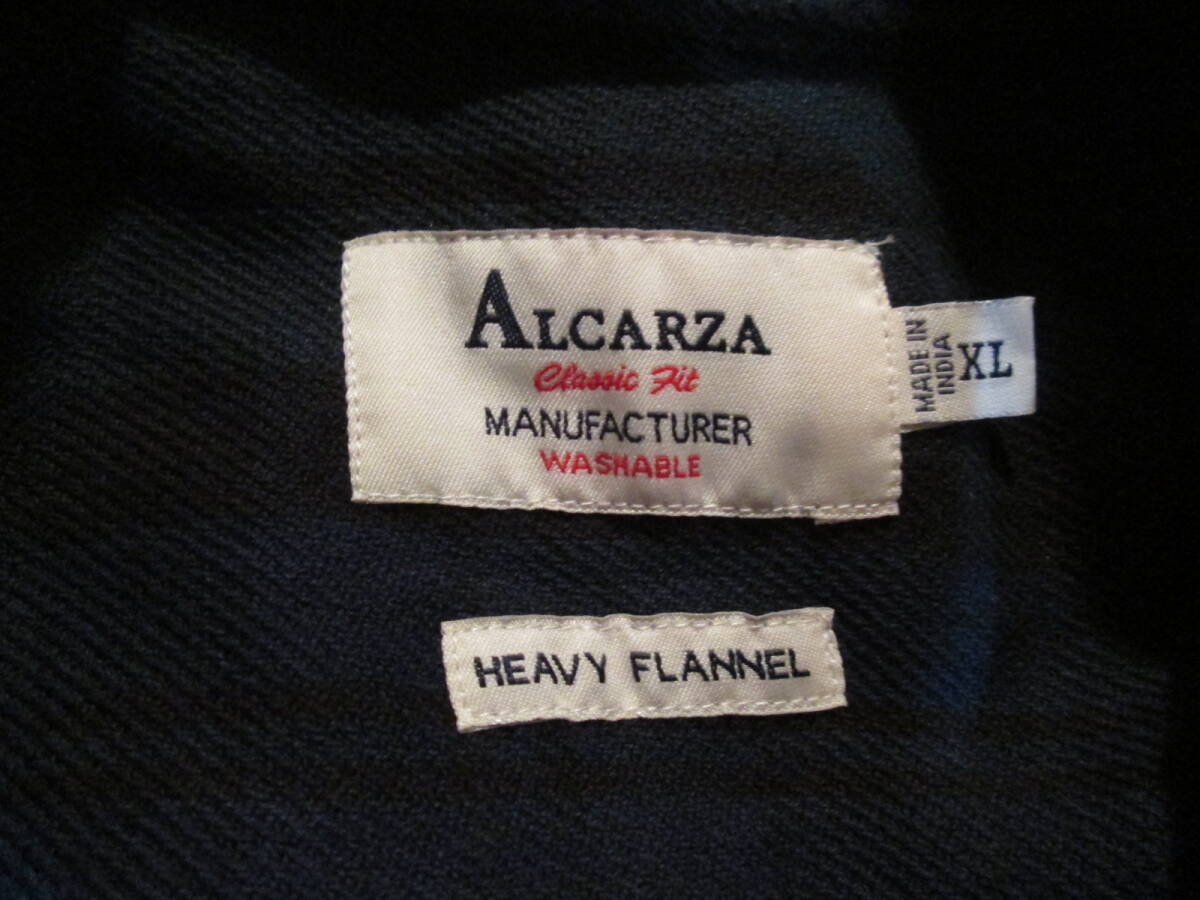 ALCARZA
Classic Fit
MANUFACTURER
WASHABLE
MADE IN
INDIA
XL
HEAVY FLANNEL